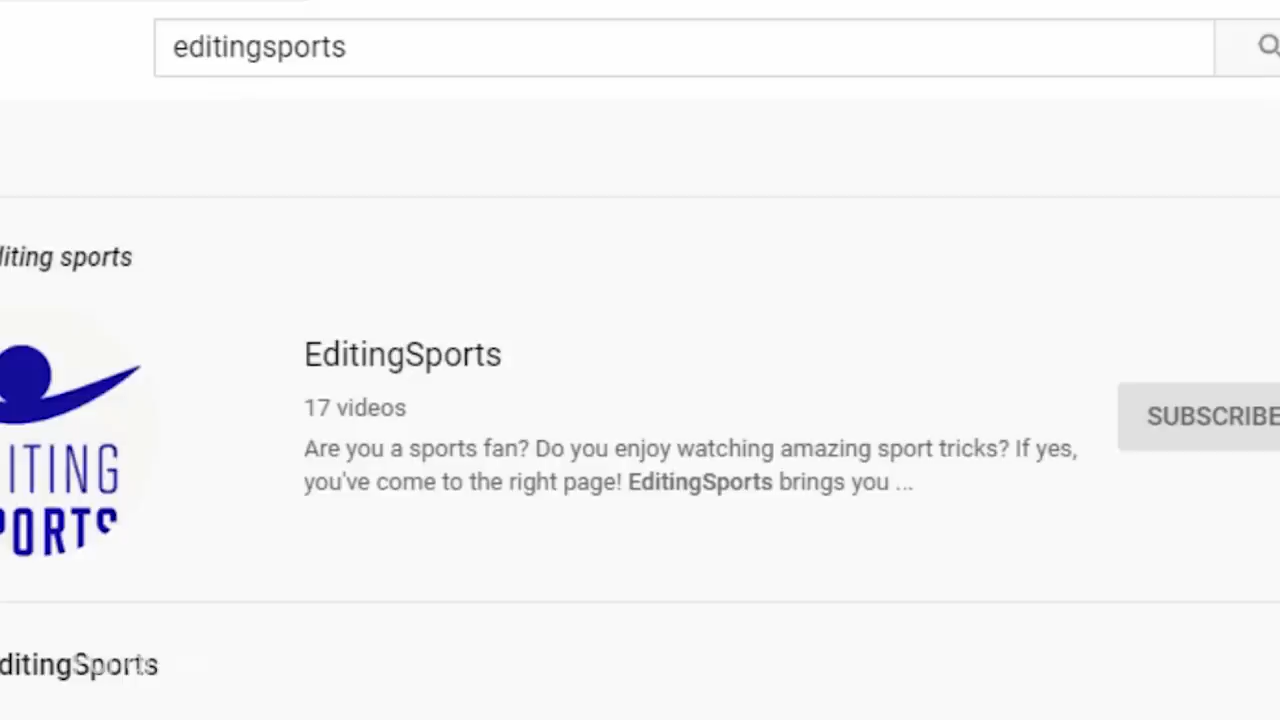 editingsports
diting sports
EditingSports
17 videos
Are you a sports fan? Do you enjoy watching amazing sport tricks? If yes,
you've come to the right page! EditingSports brings you ...
SUBSCRIBE
ITING
PORTS
ditingSports